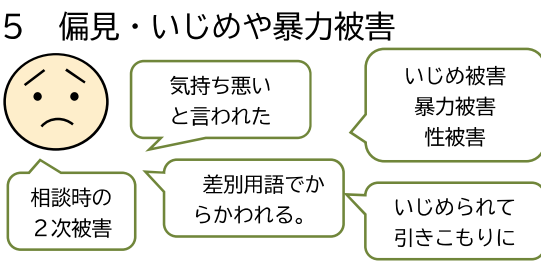 ５　偏見・いじめや暴力被害
気持ち悪い
と言われた
いじめ被害
暴力被害
性被害
相談時の
２次被害
差別用語でか
らかわれる。
いじめられて
引きこもりに